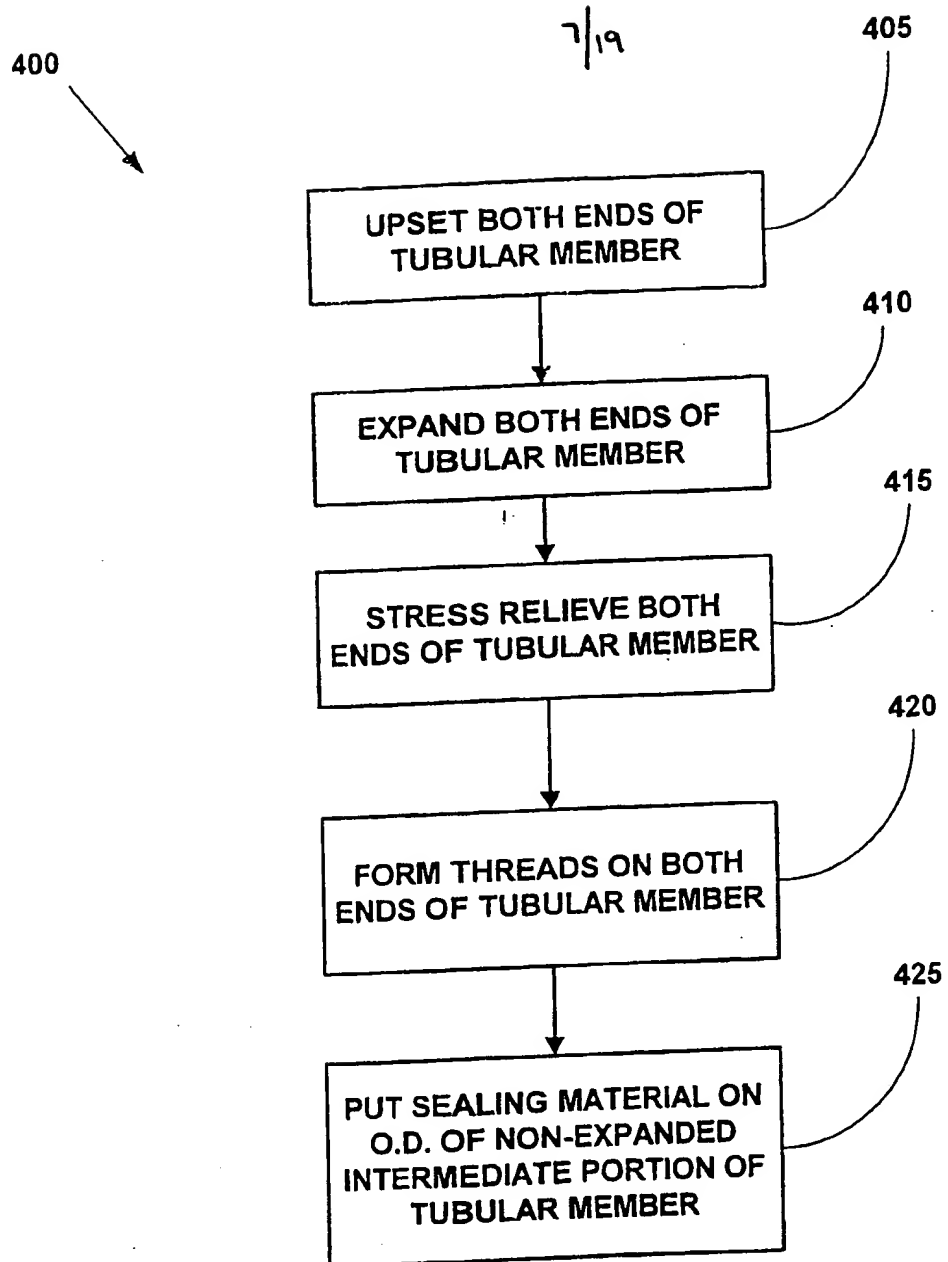 7/19
400
405
UPSET BOTH ENDS OF
TUBULAR MEMBER
410
EXPAND BOTH ENDS OF
TUBULAR MEMBER
415
STRESS RELIEVE BOTH
ENDS OF TUBULAR MEMBER
420
FORM THREADS ON BOTH
ENDS OF TUBULAR MEMBER
425
PUT SEALING MATERIAL ON
O.D. OF NON-EXPANDED
INTERMEDIATE PORTION OF
TUBULAR MEMBER